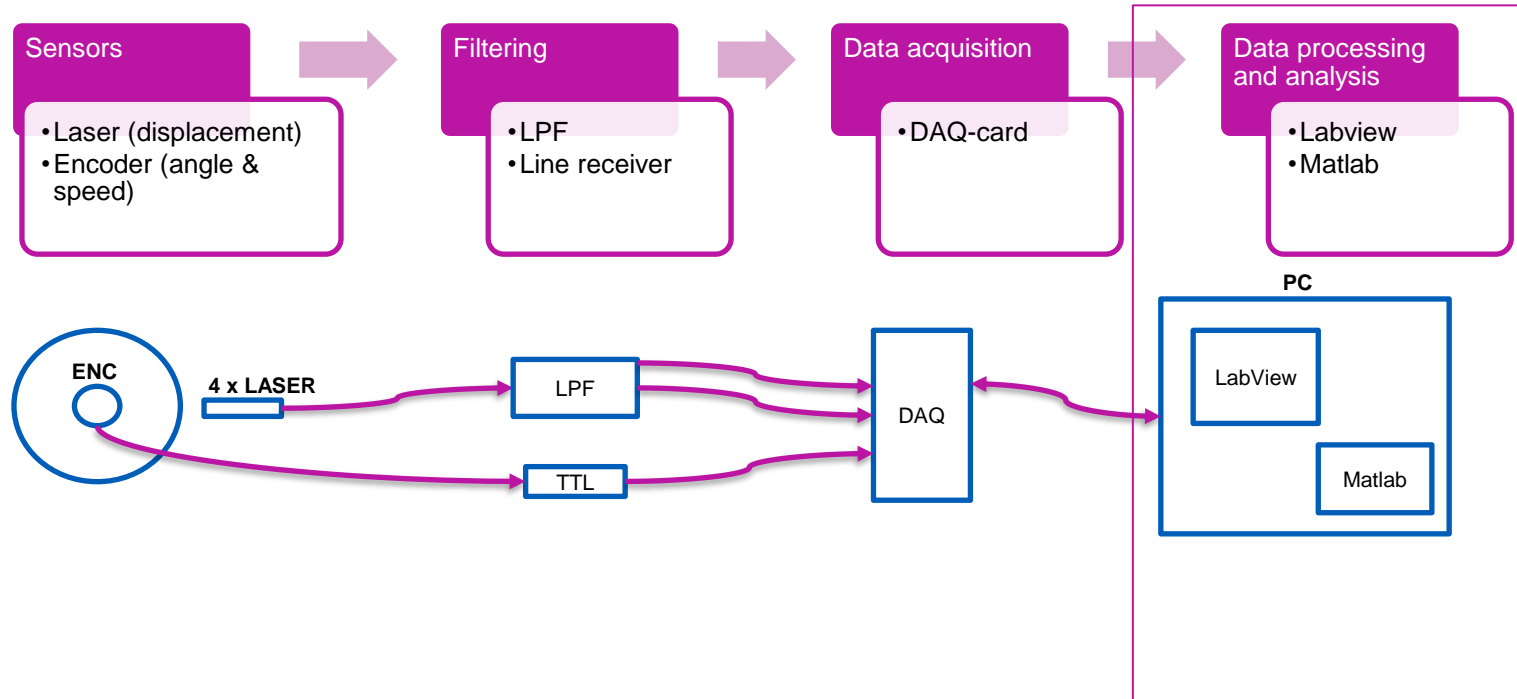 Sensors
•Laser (displacement)
•Encoder (angle &
speed)
Filtering
•LPF
•Line receiver
Data acquisition
•DAQ-card
Data processing
and analysis
•Labview
•Matlab
PC
ENC
4 x LASER
LPF
TTL
DAQ
LabView
Matlab